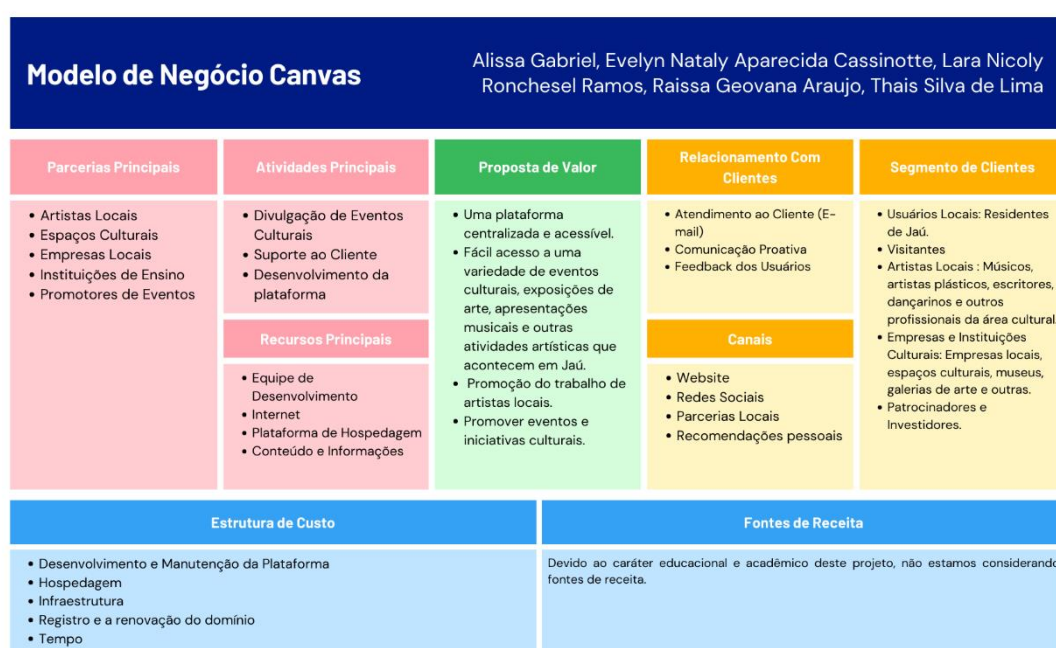 Modelo de Negócio Canvas
Alissa Gabriel, Evelyn Nataly Aparecida Cassinotte, Lara Nicoly
Ronchesel Ramos, Raissa Geovana Araujo, Thais Silva de Lima
Parcerias Principais
• Artistas Locais
• Espaços Culturais
• Empresas Locais
• Instituições de Ensino
• Promotores de Eventos
Atividades Principais
• Divulgação de Eventos
Culturais
• Suporte ao Cliente
• Desenvolvimento da
plataforma
Recursos Principais
• Equipe de
Desenvolvimento
• Internet
• Plataforma de Hospedagem
• Conteúdo e Informações
Proposta de Valor
• Uma plataforma
centralizada e acessível.
• Fácil acesso a uma
variedade de eventos
culturais, exposições de
arte, apresentações
musicais e outras
atividades artísticas que
acontecem em Jaú.
• Promoção do trabalho de
artistas locais.
• Promover eventos e
iniciativas culturais.
Relacionamento Com
Clientes
• Atendimento ao Cliente (E-
mail)
• Comunicação Proativa
• Feedback dos Usuários
Canais
• Website
• Redes Sociais
• Parcerias Locais
• Recomendações pessoais
Segmento de Clientes
• Usuários Locais: Residentes
de Jaú.
• Visitantes
• Artistas Locais : Músicos,
artistas plásticos, escritores,
dançarinos e outros
profissionais da área cultural.
• Empresas e Instituições
Culturais: Empresas locais,
espaços culturais, museus,
galerias de arte e outras.
• Patrocinadores e
Investidores.
Estrutura de Custo
• Desenvolvimento e Manutenção da Plataforma
• Hospedagem
• Infraestrutura
• Registro e a renovação do domínio
• Tempo
Fontes de Receita
Devido ao caráter educacional e acadêmico deste projeto, não estamos considerando
fontes de receita.